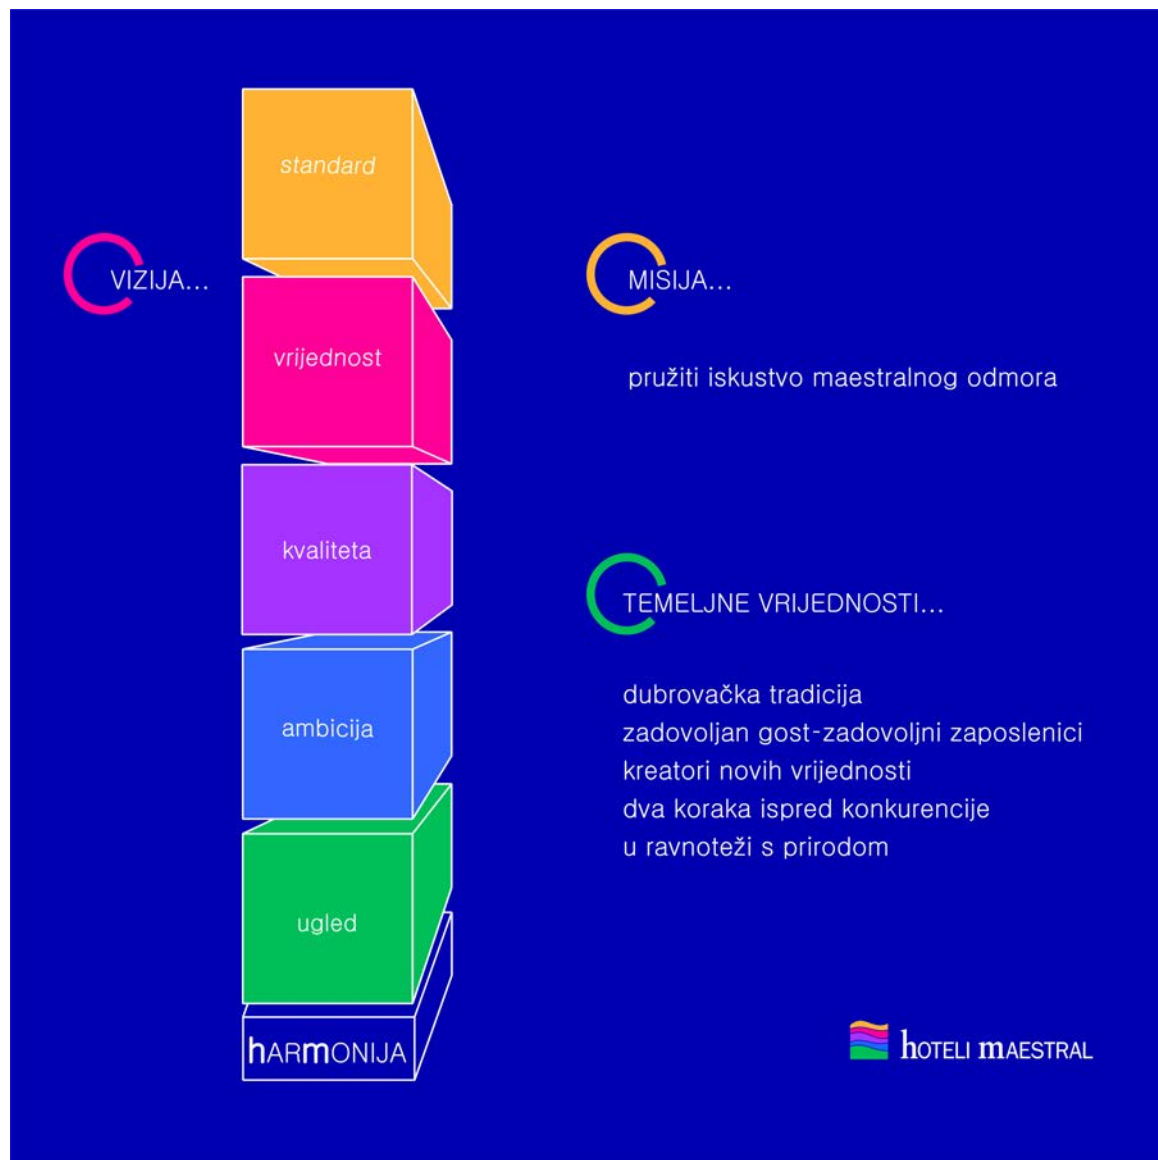 VIZIJA...
standard
vrijednost
kvaliteta
ambicija
ugled
hARmONIJA
MISIJA...
pružiti iskustvo maestralnog odmora
TEMELJNE VRIJEDNOSTI...
dubrovačka tradicija
zadovoljan gost-zadovoljni zaposlenici
kreatori novih vrijednosti
dva koraka ispred konkurencije
u ravnoteži s prirodom
hOTELI mAESTRAL